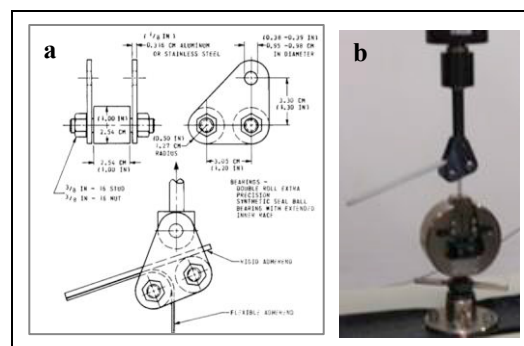 a
b
(1/8 IN)
0.316 CM ALUMINUM
OR STAINLESS STEEL
(0.38 -0.39 IN)
0.95 -0.98 CM
IN DIAMETER
(1.00 IN)
2.54 CM
3.30 CM
(1.30 IN)
(0.50 IN)
1.27 CM
RADIUS
2.54 CM
(1.00 IN)
3.05 CM
(1.20 IN)
3/8 IN - 16 STUD
3/8 IN - 16 NUT
BEARINGS -
DOUBLE ROLL EXTRA
PRECISION
SYNTHETIC SEAL BALL
BEARING WITH EXTENDED
INNER RACE
RIGID ADHEREND
FLEXIBLE ADHEREND